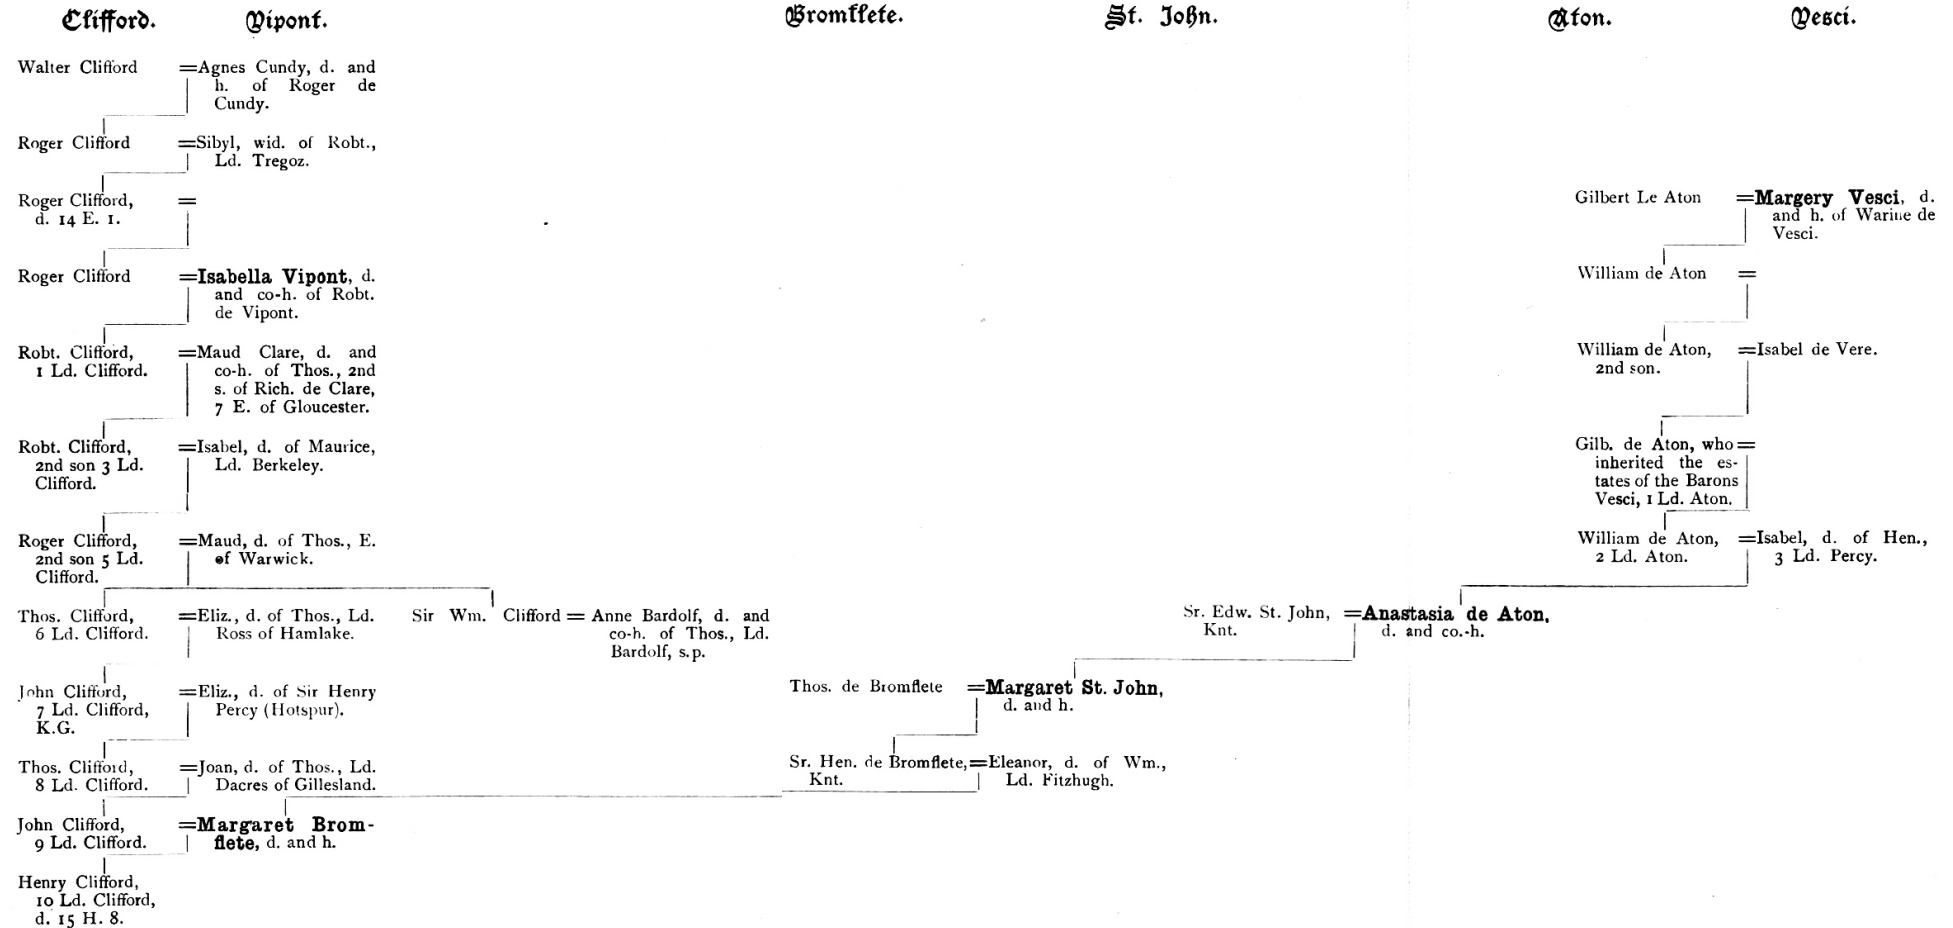 Clifford. Vipont. Bromflete. St. John. Aton. Vesci.
Walter Clifford =Agnes Cundy, d. and
h. of Roger de
Cundy.
Roger Clifford =Sibyl, wid. of Robt.,
Ld. Tregoz.
Roger Clifford, =
d. 14 E. 1.
Roger Clifford =Isabella Vipont, d.
and co-h. of Robt.
de Vipont.
Robt. Clifford, =Maud Clare, d. and
1 Ld. Clifford. co-h. of Thos., 2nd
s. of Rich. de Clare,
7 E. of Gloucester.
Robt. Clifford, =Isabel, d. of Maurice,
2nd son 3 Ld. Ld. Berkeley.
Clifford.
Roger Clifford, =Maud, d. of Thos., E.
2nd son 5 Ld. of Warwick.
Clifford.
Thos. Clifford, =Eliz., d. of Thos., Ld.
6 Ld. Clifford. Ross of Hamlake.
Sir Wm. Clifford = Anne Bardolf, d. and
co-h. of Thos., Ld.
Bardolf, s.p.
John Clifford, =Eliz., d. of Sir Henry
7 Ld. Clifford, Percy (Hotspur).
K.G.
Thos. Clifford, =Joan, d. of Thos., Ld.
8 Ld. Clifford. Dacres of Gillesland.
John Clifford, =Margaret Brom-
9 Ld. Clifford. flete, d. and h.
Henry Clifford,
10 Ld. Clifford,
d. 15 H. 8.
Thos. de Bromflete =Margaret St. John,
d. and h.
Sr. Hen. de Bromflete,=Eleanor, d. of Wm.,
Knt. Ld. Fitzhugh.
Sr. Edw. St. John, =Anastasia de Aton,
Knt. d. and co.-h.
Gilbert Le Aton =Margery Vesci, d.
and h. of Warine de
Vesci.
William de Aton =
William de Aton, =Isabel de Vere.
2nd son.
Gilb. de Aton, who=
inherited the es-
tates of the Barons
Vesci, 1 Ld. Aton.
William de Aton, =Isabel, d. of Hen.,
2 Ld. Aton. 3 Ld. Percy.